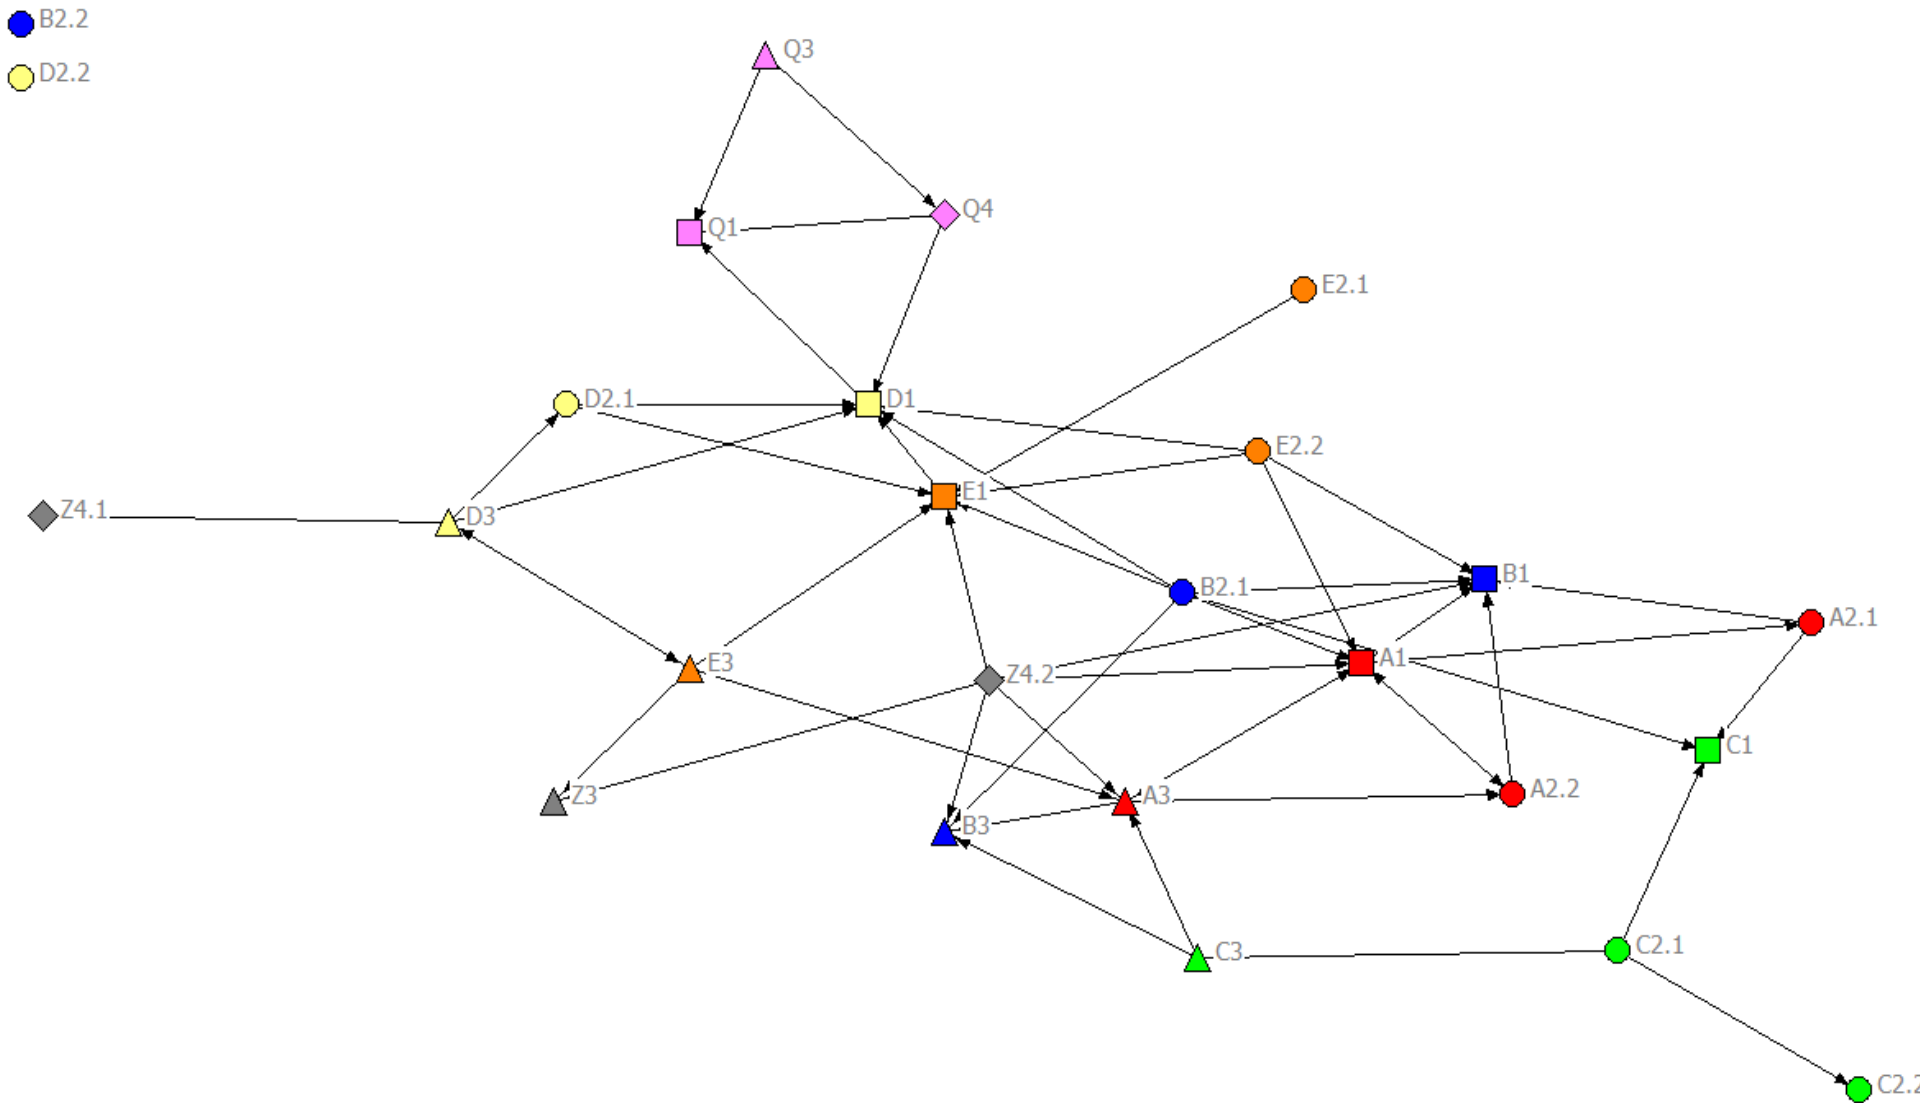 B2.2
Q3
D2.2
Q4
Q1
E2.1
D2.1
D1
E2.2
E1
Z4.1
D3
B1
B2.1
A2.1
E3
A1
Z4.2
C1
A2.2
Z3
A3
B3
C2.1
C3
C2.2